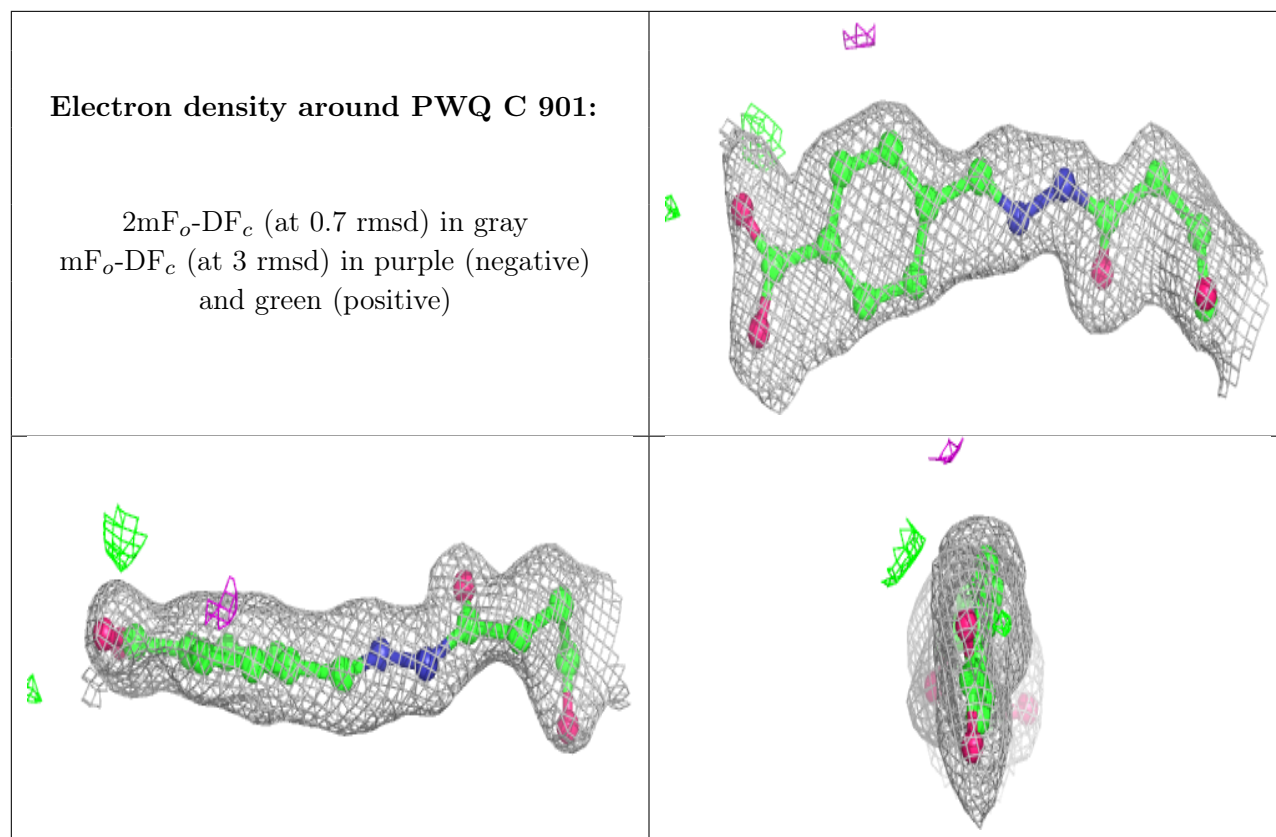 Electron density around PWQ C 901:
2mFₒ-DF𝒸 (at 0.7 rmsd) in gray
mFₒ-DF𝒸 (at 3 rmsd) in purple (negative)
and green (positive)